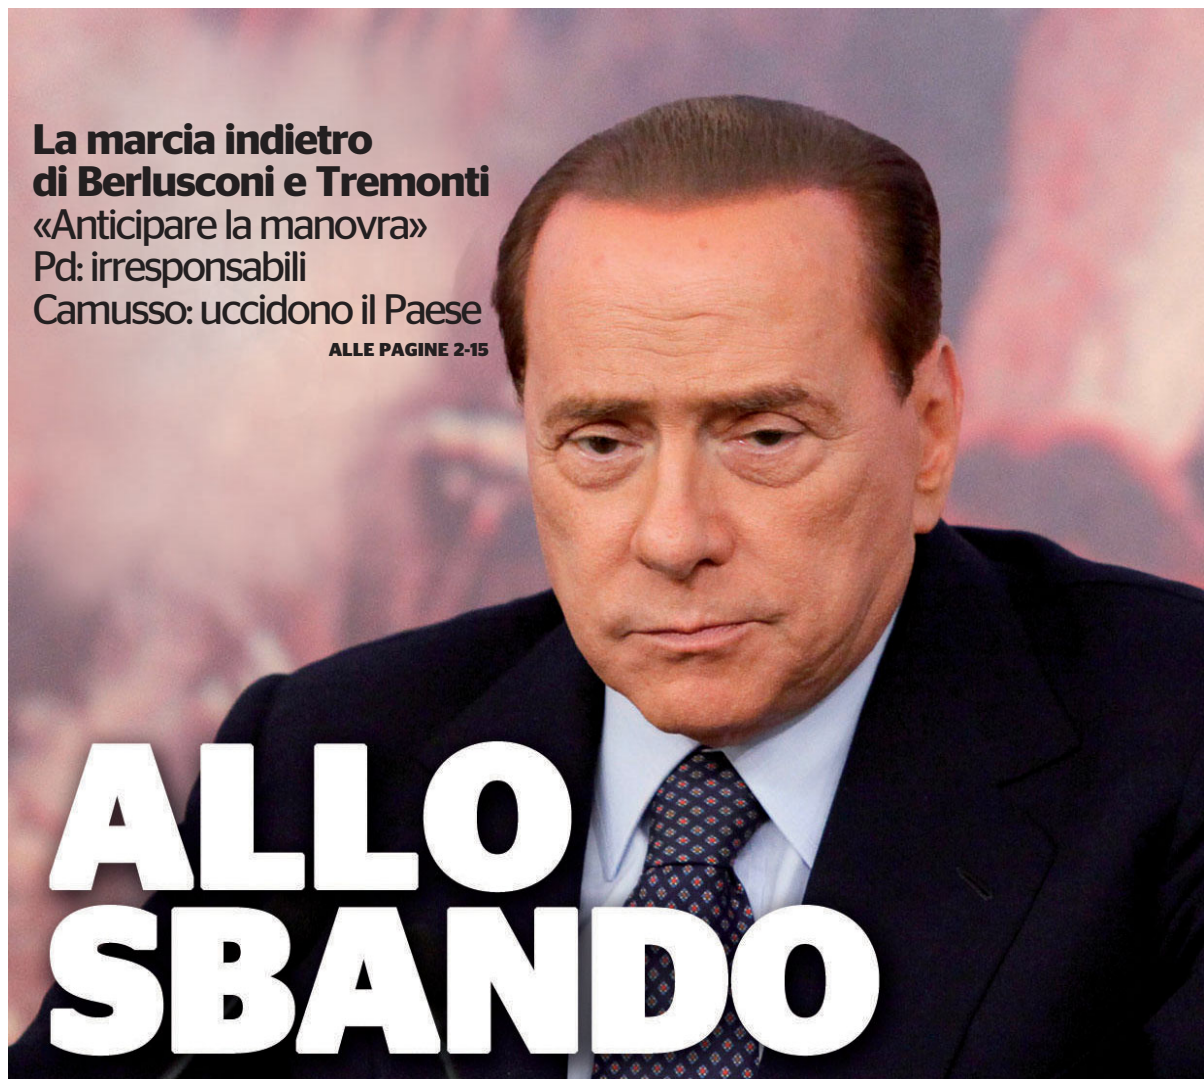 La marcia indietro
di Berlusconi e Tremonti
«Anticipare la manovra»
Pd: irresponsabili
Camusso: uccidono il Paese
ALLE PAGINE 2-15
ALLO
SBANDO